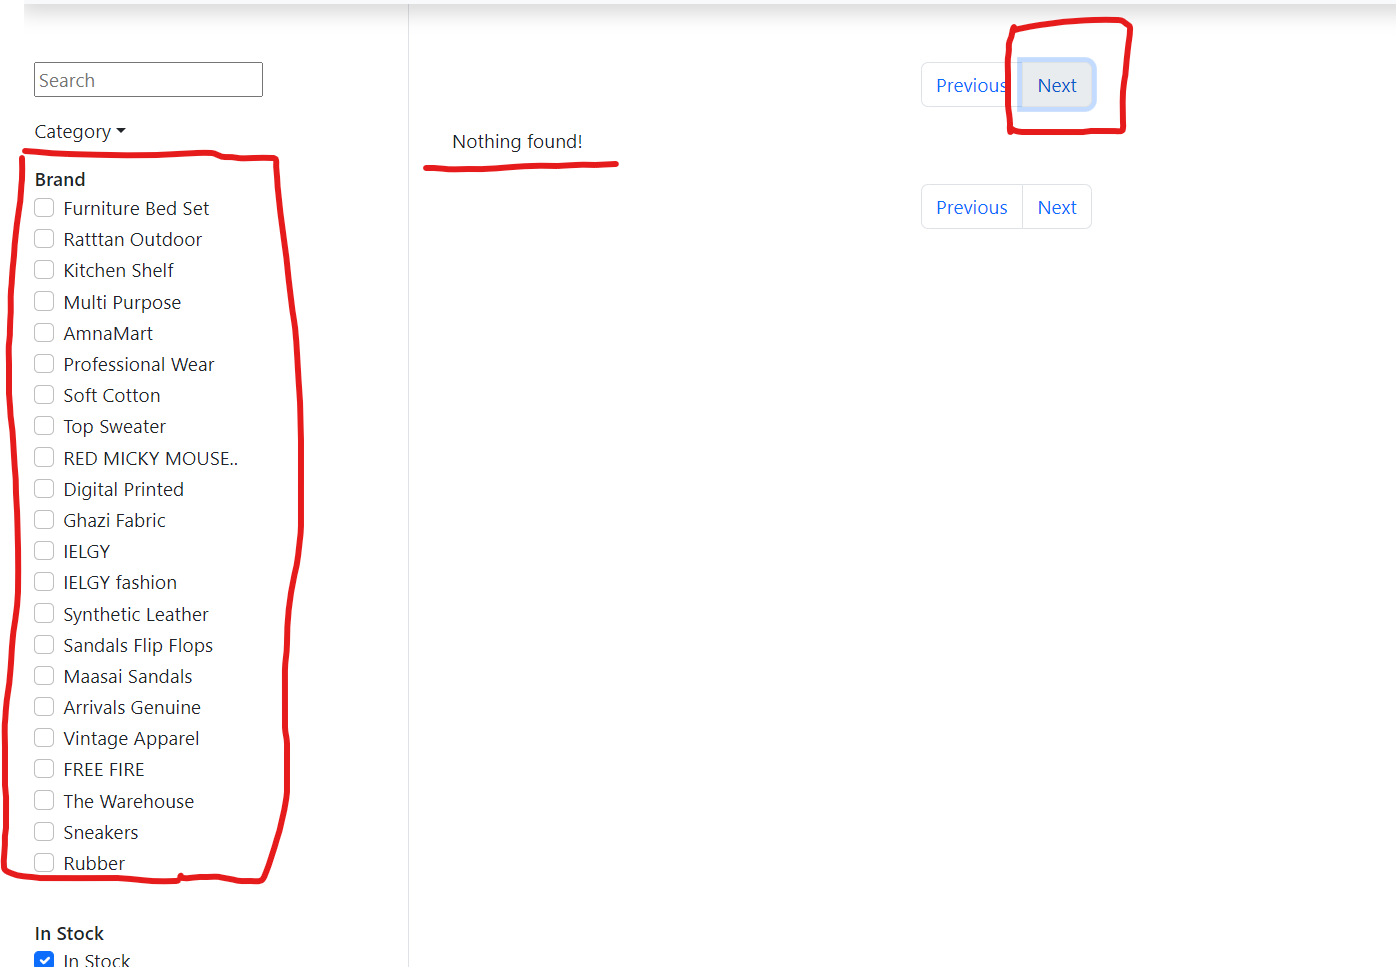 Search
Category
Brand
Furniture Bed Set
Ratttan Outdoor
Kitchen Shelf
Multi Purpose
AmnaMart
Professional Wear
Soft Cotton
Top Sweater
RED MICKY MOUSE..
Digital Printed
Ghazi Fabric
IELGY
IELGY fashion
Synthetic Leather
Sandals Flip Flops
Maasai Sandals
Arrivals Genuine
Vintage Apparel
FREE FIRE
The Warehouse
Sneakers
Rubber
In Stock
In Stock
Previous Next
Nothing found!
Previous Next